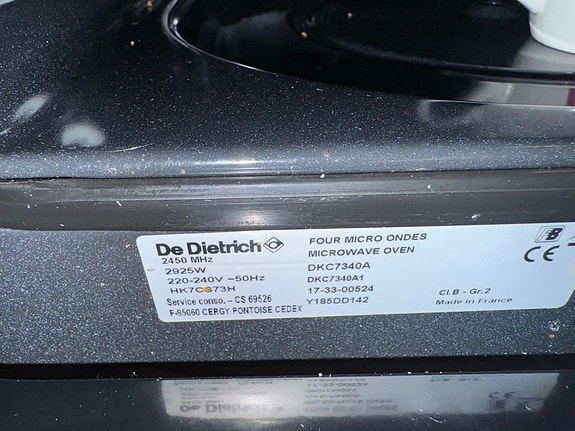 De Dietrich
2450 MHz
2925W
220-240V ~50Hz
HK7CS73H
Service conso. - CS 69526
F-95060 CERGY PONTOISE CEDEX
FOUR MICRO ONDES
MICROWAVE OVEN
DKC7340A
DKC7340A1
17-33-00524
Y185DD142
CE
Cl.B - Gr.2
Made in France